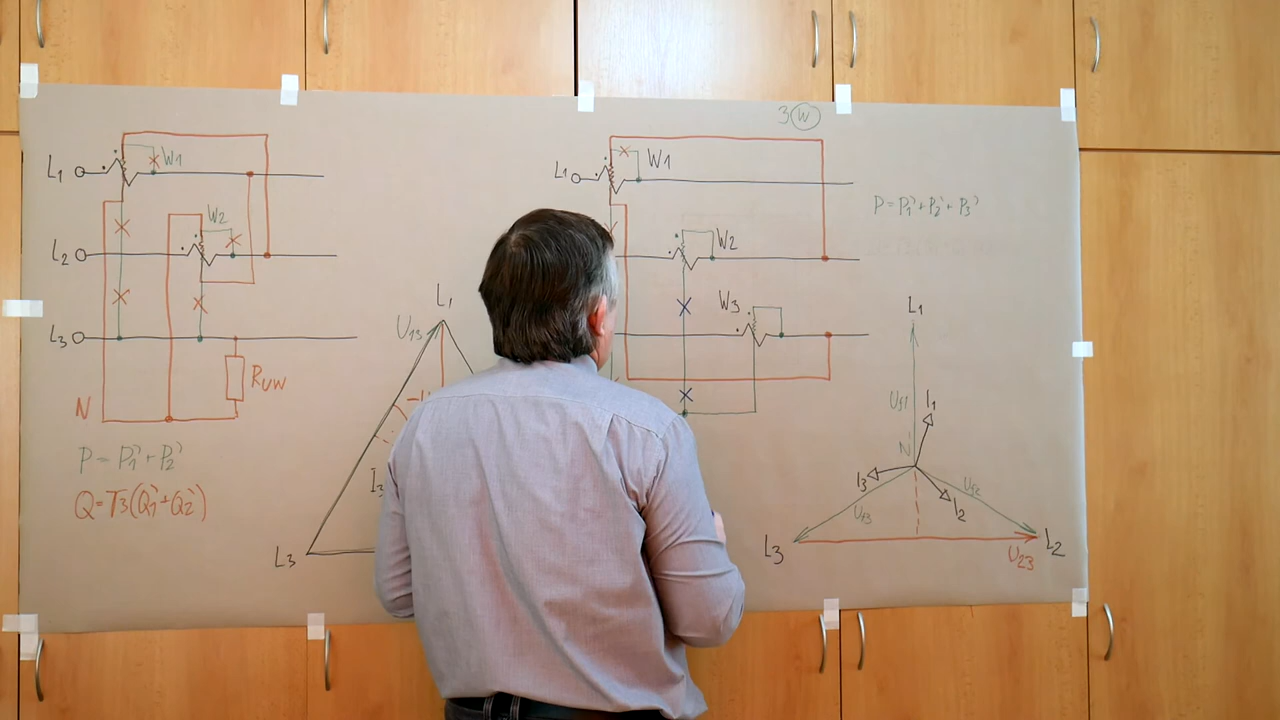 L1
W1
W2
L2
L3
N
RUW
P = P1' + P2'
Q = √3(Q1' + Q2')
L1
U13
I3
L3
3 W
L1
W1
W2
W3
P = P1' + P2' + P3'
L1
Uf1
I1
N
I3
I2
Uf2
Uf3
L3
L2
U23